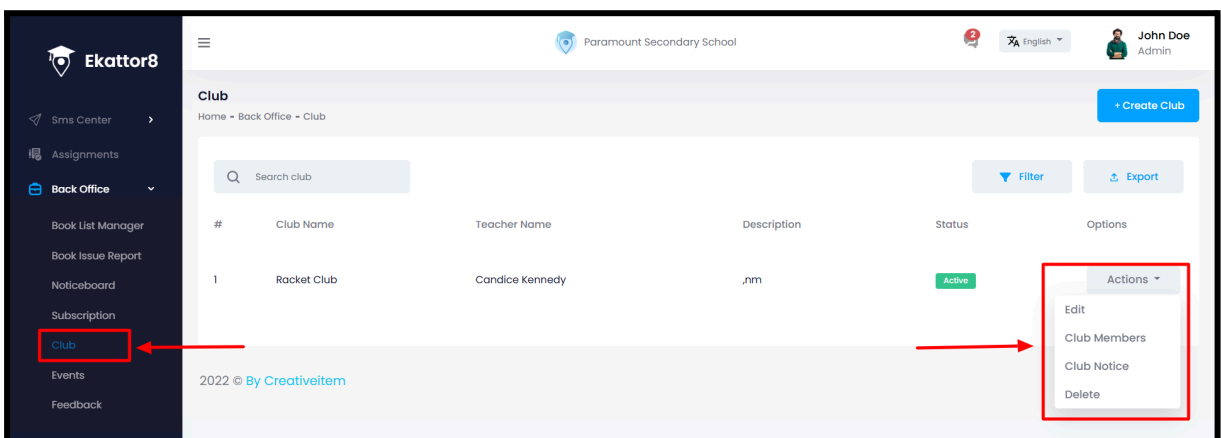 Ekattor8
Sms Center
Assignments
Back Office
Book List Manager
Book Issue Report
Noticeboard
Subscription
Club
Events
Feedback
Paramount Secondary School
2
English
John Doe
Admin
Club
Home - Back Office - Club
+ Create Club
Search club
Filter
Export
# Club Name Teacher Name Description Status Options
1 Racket Club Candice Kennedy ,nm Active Actions
Edit
Club Members
Club Notice
Delete
2022 © By Creativeitem